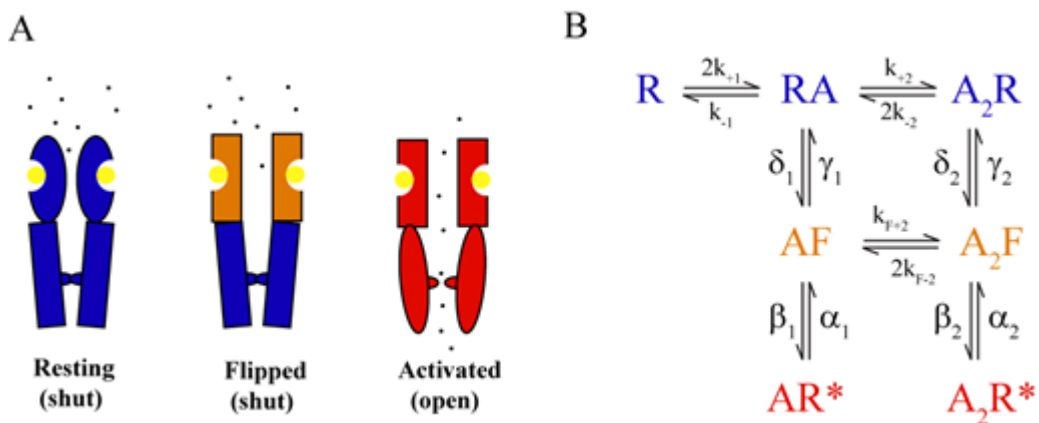 A
B
R 2k+1 k-1 RA k+2 2k-2 A2R
δ1 γ1 δ2 γ2
AF kF+2 2kF-2 A2F
β1 α1 β2 α2
AR* A2R*
Resting Flipped Activated
(shut) (shut) (open)